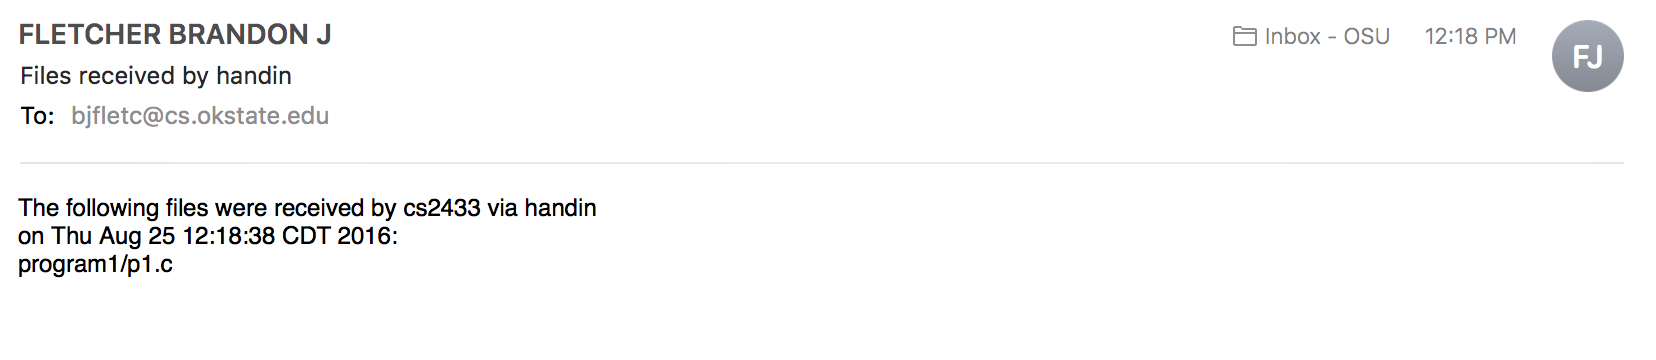 FLETCHER BRANDON J
Inbox - OSU 12:18 PM
FJ
Files received by handin
To: bjfletc@cs.okstate.edu
The following files were received by cs2433 via handin
on Thu Aug 25 12:18:38 CDT 2016:
program1/p1.c